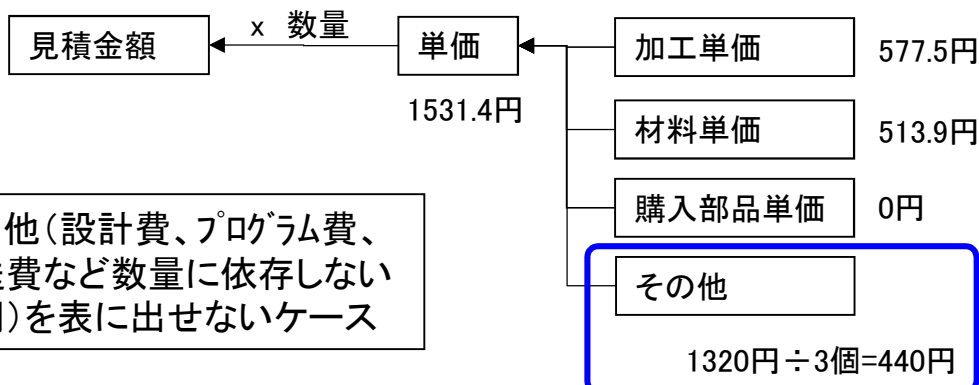 見積金額
x 数量
単価
1531.4円
加工単価
577.5円
材料単価
513.9円
購入部品単価
0円
その他
1320円÷3個=440円
他(設計費、プログラム費、
費など数量に依存しない
)を表に出せないケース